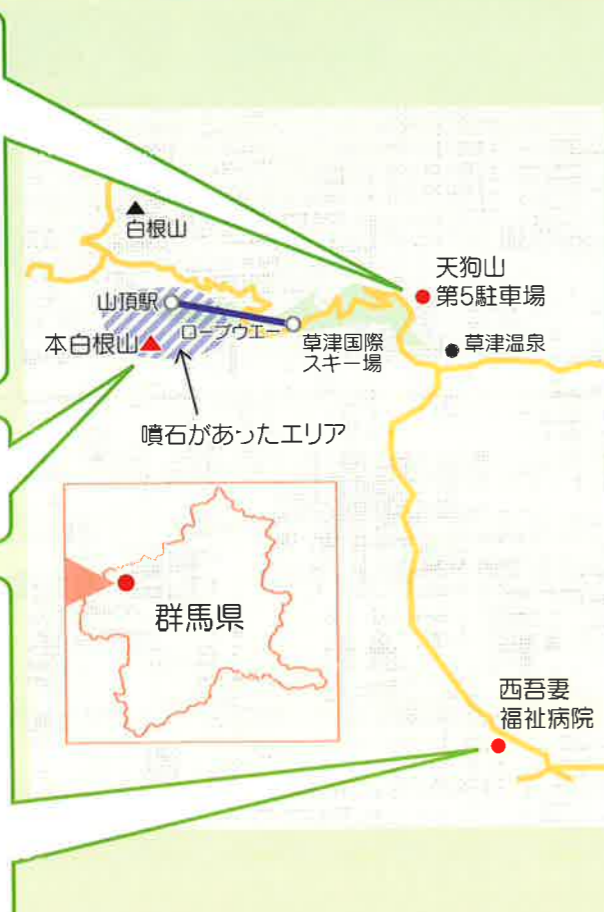 白根山
天狗山
第5駐車場
山頂駅
ロープウエー
本白根山
草津国際
スキー場
草津温泉
噴石があったエリア
群馬県
西吾妻
福祉病院